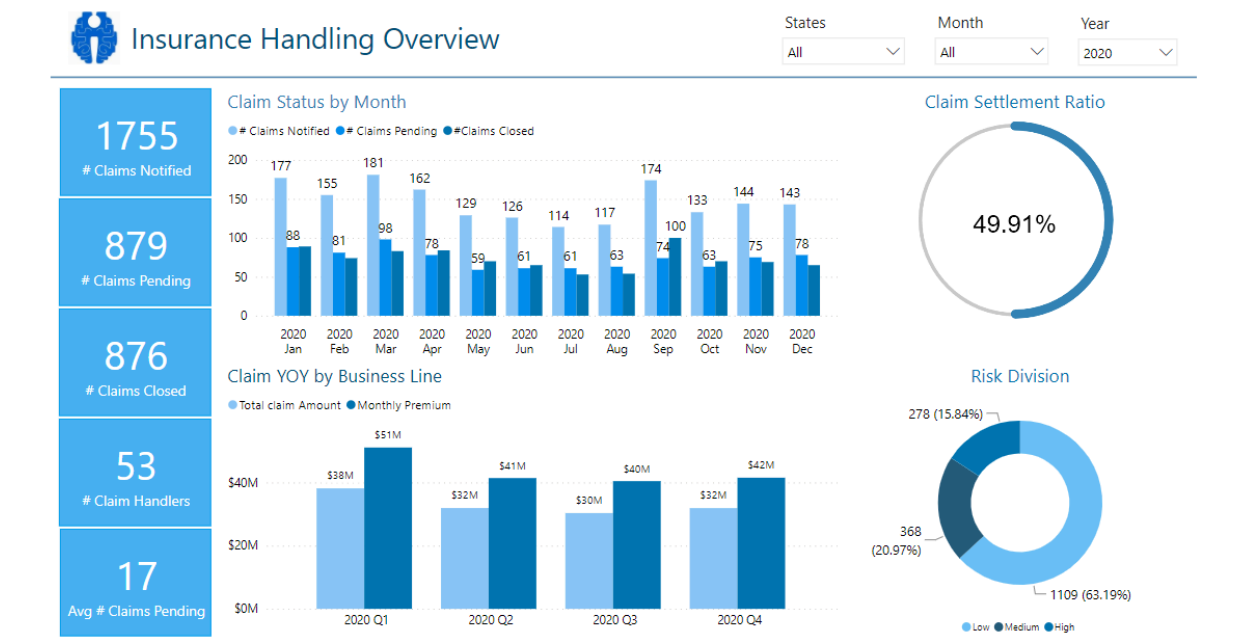 Insurance Handling Overview
States
All
Month
All
Year
2020
1755
# Claims Notified
879
# Claims Pending
876
# Claims Closed
53
# Claim Handlers
17
Avg # Claims Pending
Claim Status by Month
# Claims Notified # Claims Pending #Claims Closed
200
150
100
50
0
177 155 181 162 129 126 114 117 174 133 144 143
88 81 98 78 59 61 61 63 74 100 63 75 78
2020 2020 2020 2020 2020 2020 2020 2020 2020 2020 2020 2020
Jan Feb Mar Apr May Jun Jul Aug Sep Oct Nov Dec
Claim YOY by Business Line
Total claim Amount Monthly Premium
$40M
$20M
$0M
$38M $51M $32M $41M $30M $40M $32M $42M
2020 Q1 2020 Q2 2020 Q3 2020 Q4
Claim Settlement Ratio
49.91%
Risk Division
278 (15.84%)
368
(20.97%)
1109 (63.19%)
Low Medium High